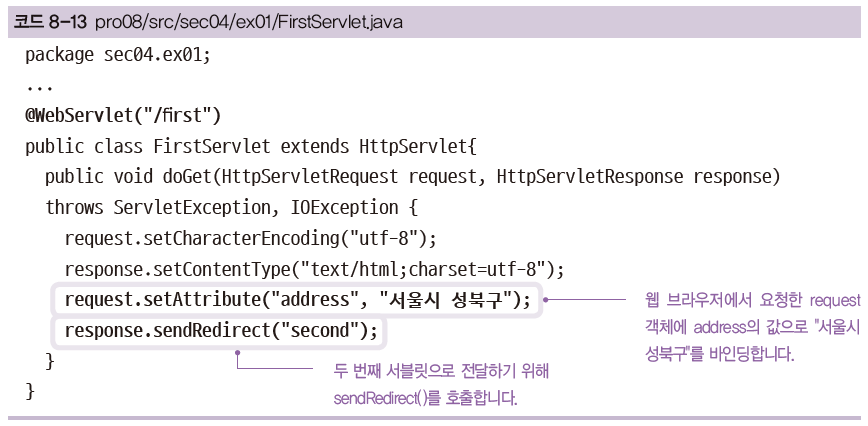 코드 8-13 pro08/src/sec04/ex01/FirstServlet.java
package sec04.ex01;
...
@WebServlet("/first")
public class FirstServlet extends HttpServlet{
public void doGet(HttpServletRequest request, HttpServletResponse response)
throws ServletException, IOException {
request.setCharacterEncoding("utf-8");
response.setContentType("text/html;charset=utf-8");
request.setAttribute("address", "서울시 성북구");
response.sendRedirect("second");
}
}
웹 브라우저에서 요청한 request
객체에 address의 값으로 "서울시
성북구"를 바인딩합니다.
두 번째 서블릿으로 전달하기 위해
sendRedirect()를 호출합니다.